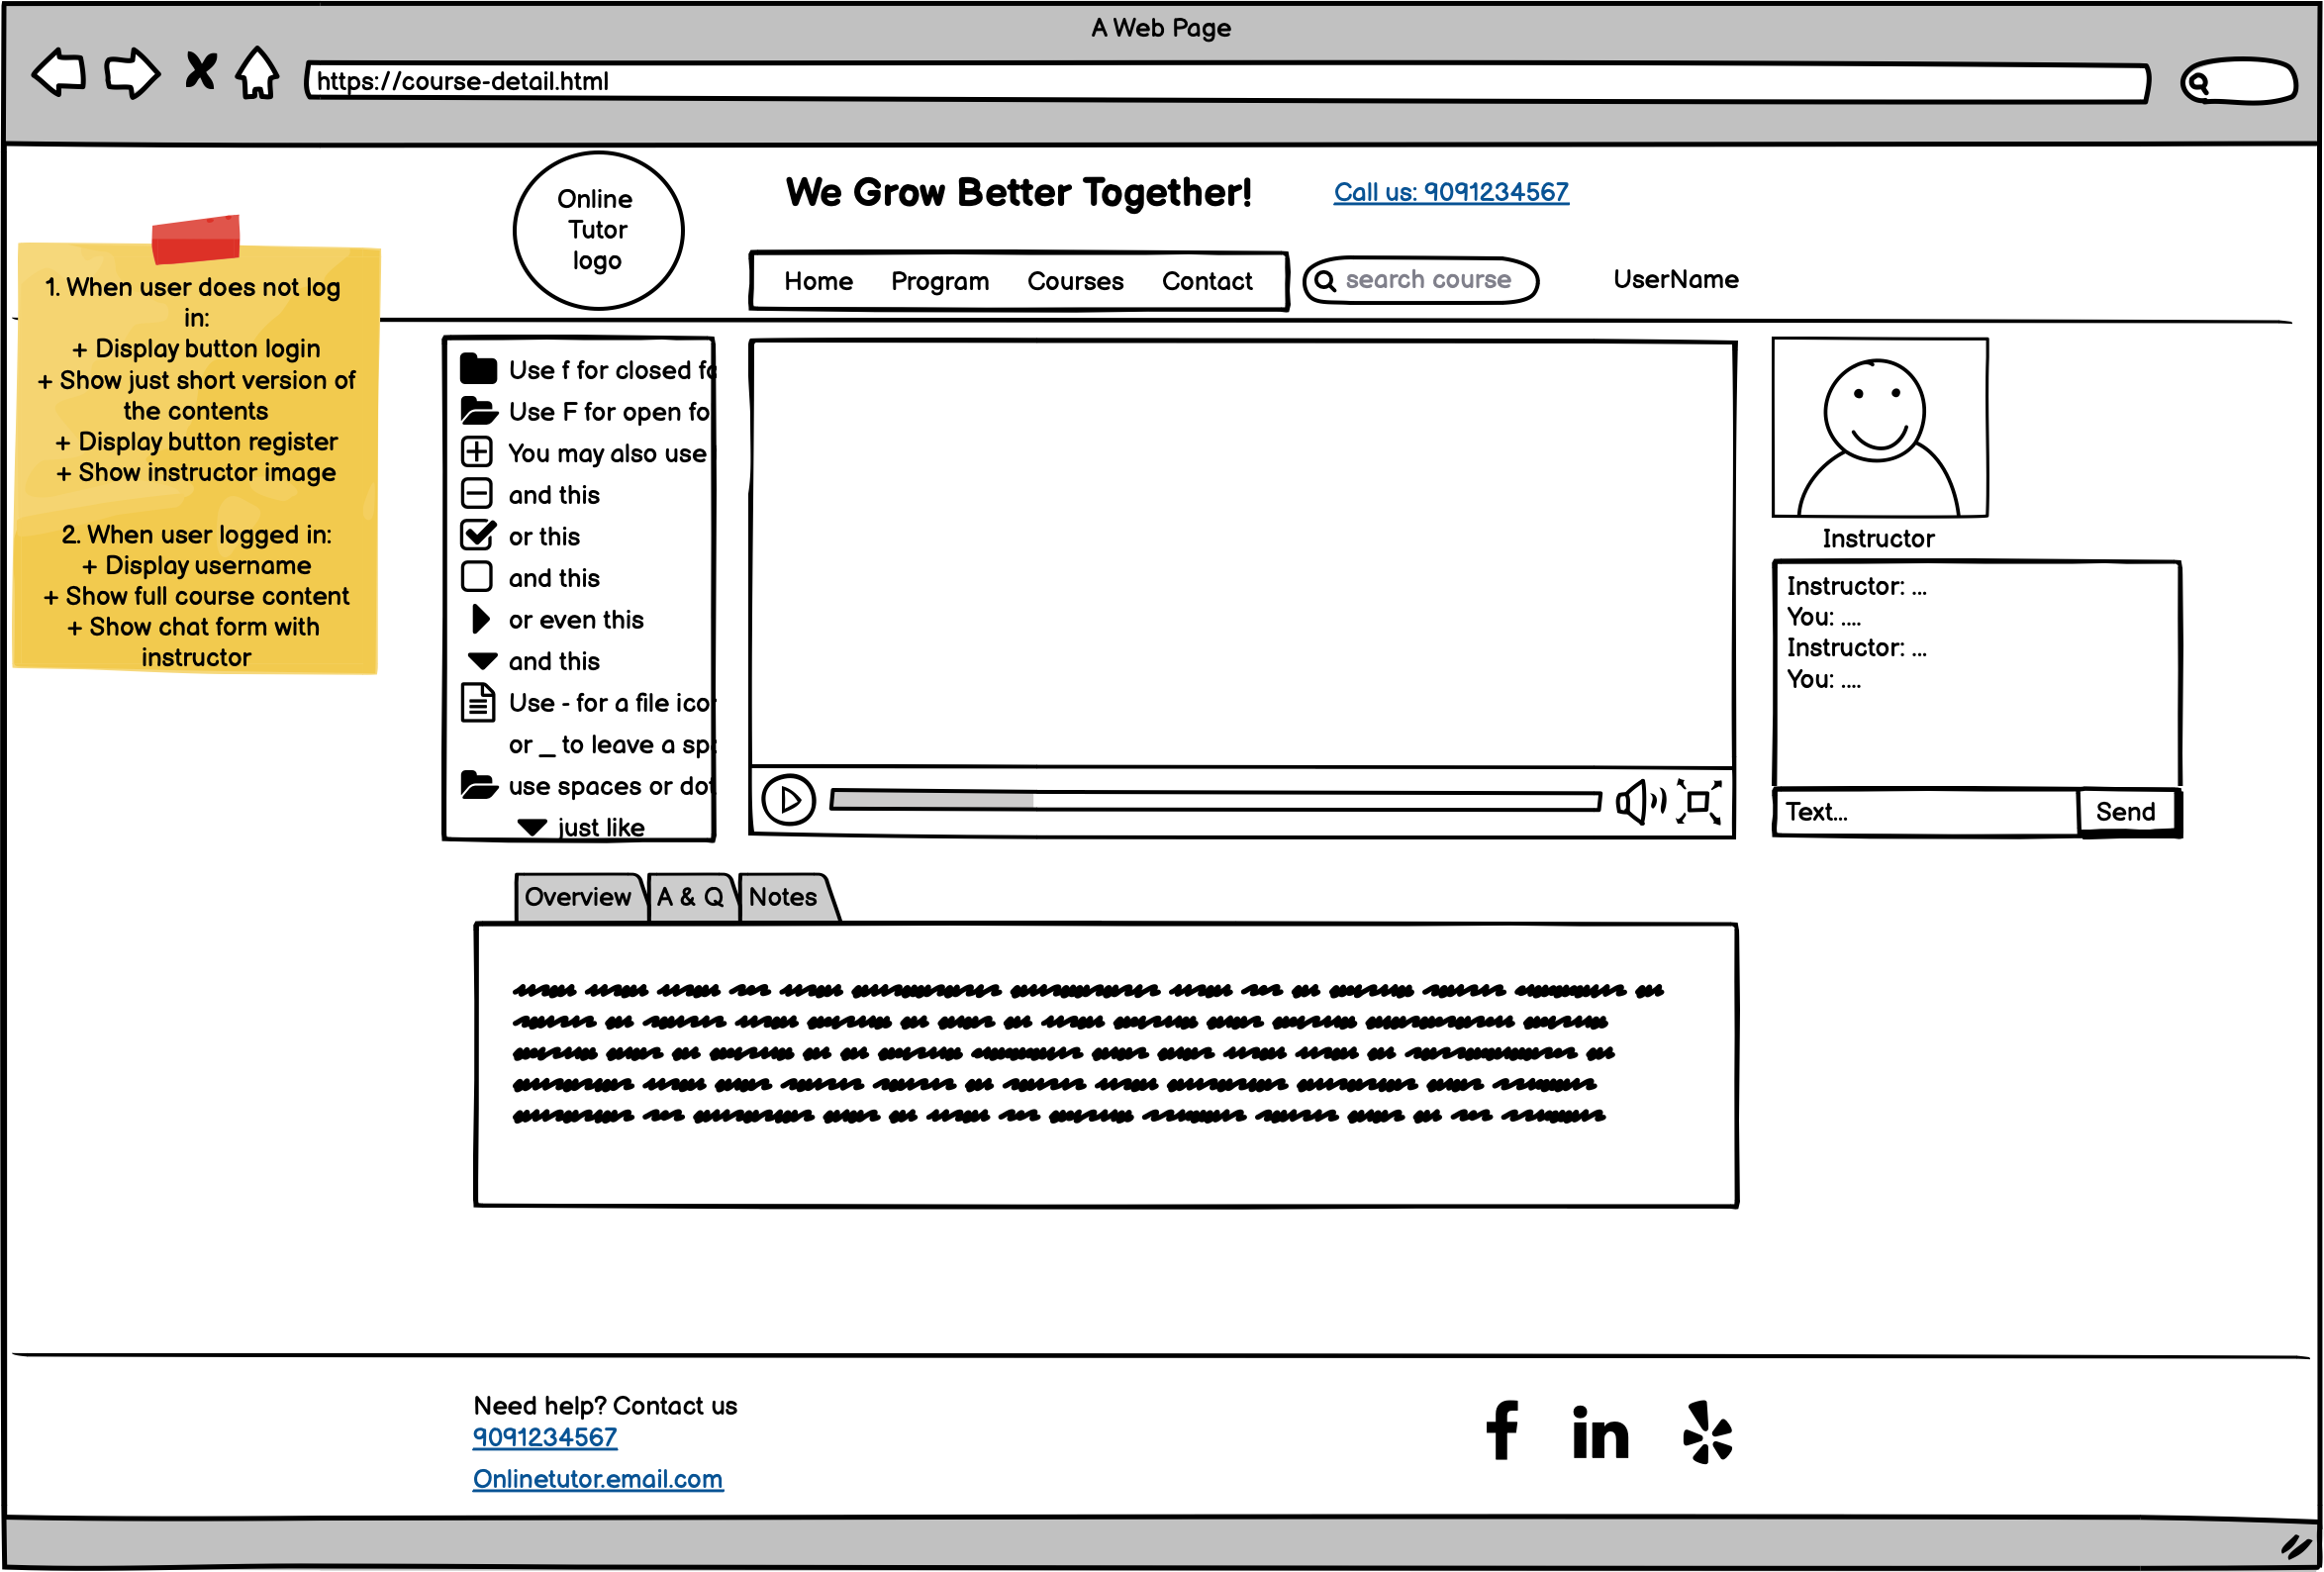 A Web Page
https://course-detail.html
Online
Tutor
logo
We Grow Better Together!
Call us: 9091234567
Home Program Courses Contact
search course
UserName
1. When user does not log
in:
+ Display button login
+ Show just short version of
the contents
+ Display button register
+ Show instructor image
2. When user logged in:
+ Display username
+ Show full course content
+ Show chat form with
instructor
Use f for closed fo
Use F for open fo
You may also use
and this
or this
and this
or even this
and this
Use - for a file ico
or _ to leave a sp
use spaces or dot
just like
Instructor
Instructor: ...
You: ....
Instructor: ...
You: ....
Text...
Send
Overview A & Q Notes
Need help? Contact us
9091234567
Onlinetutor.email.com